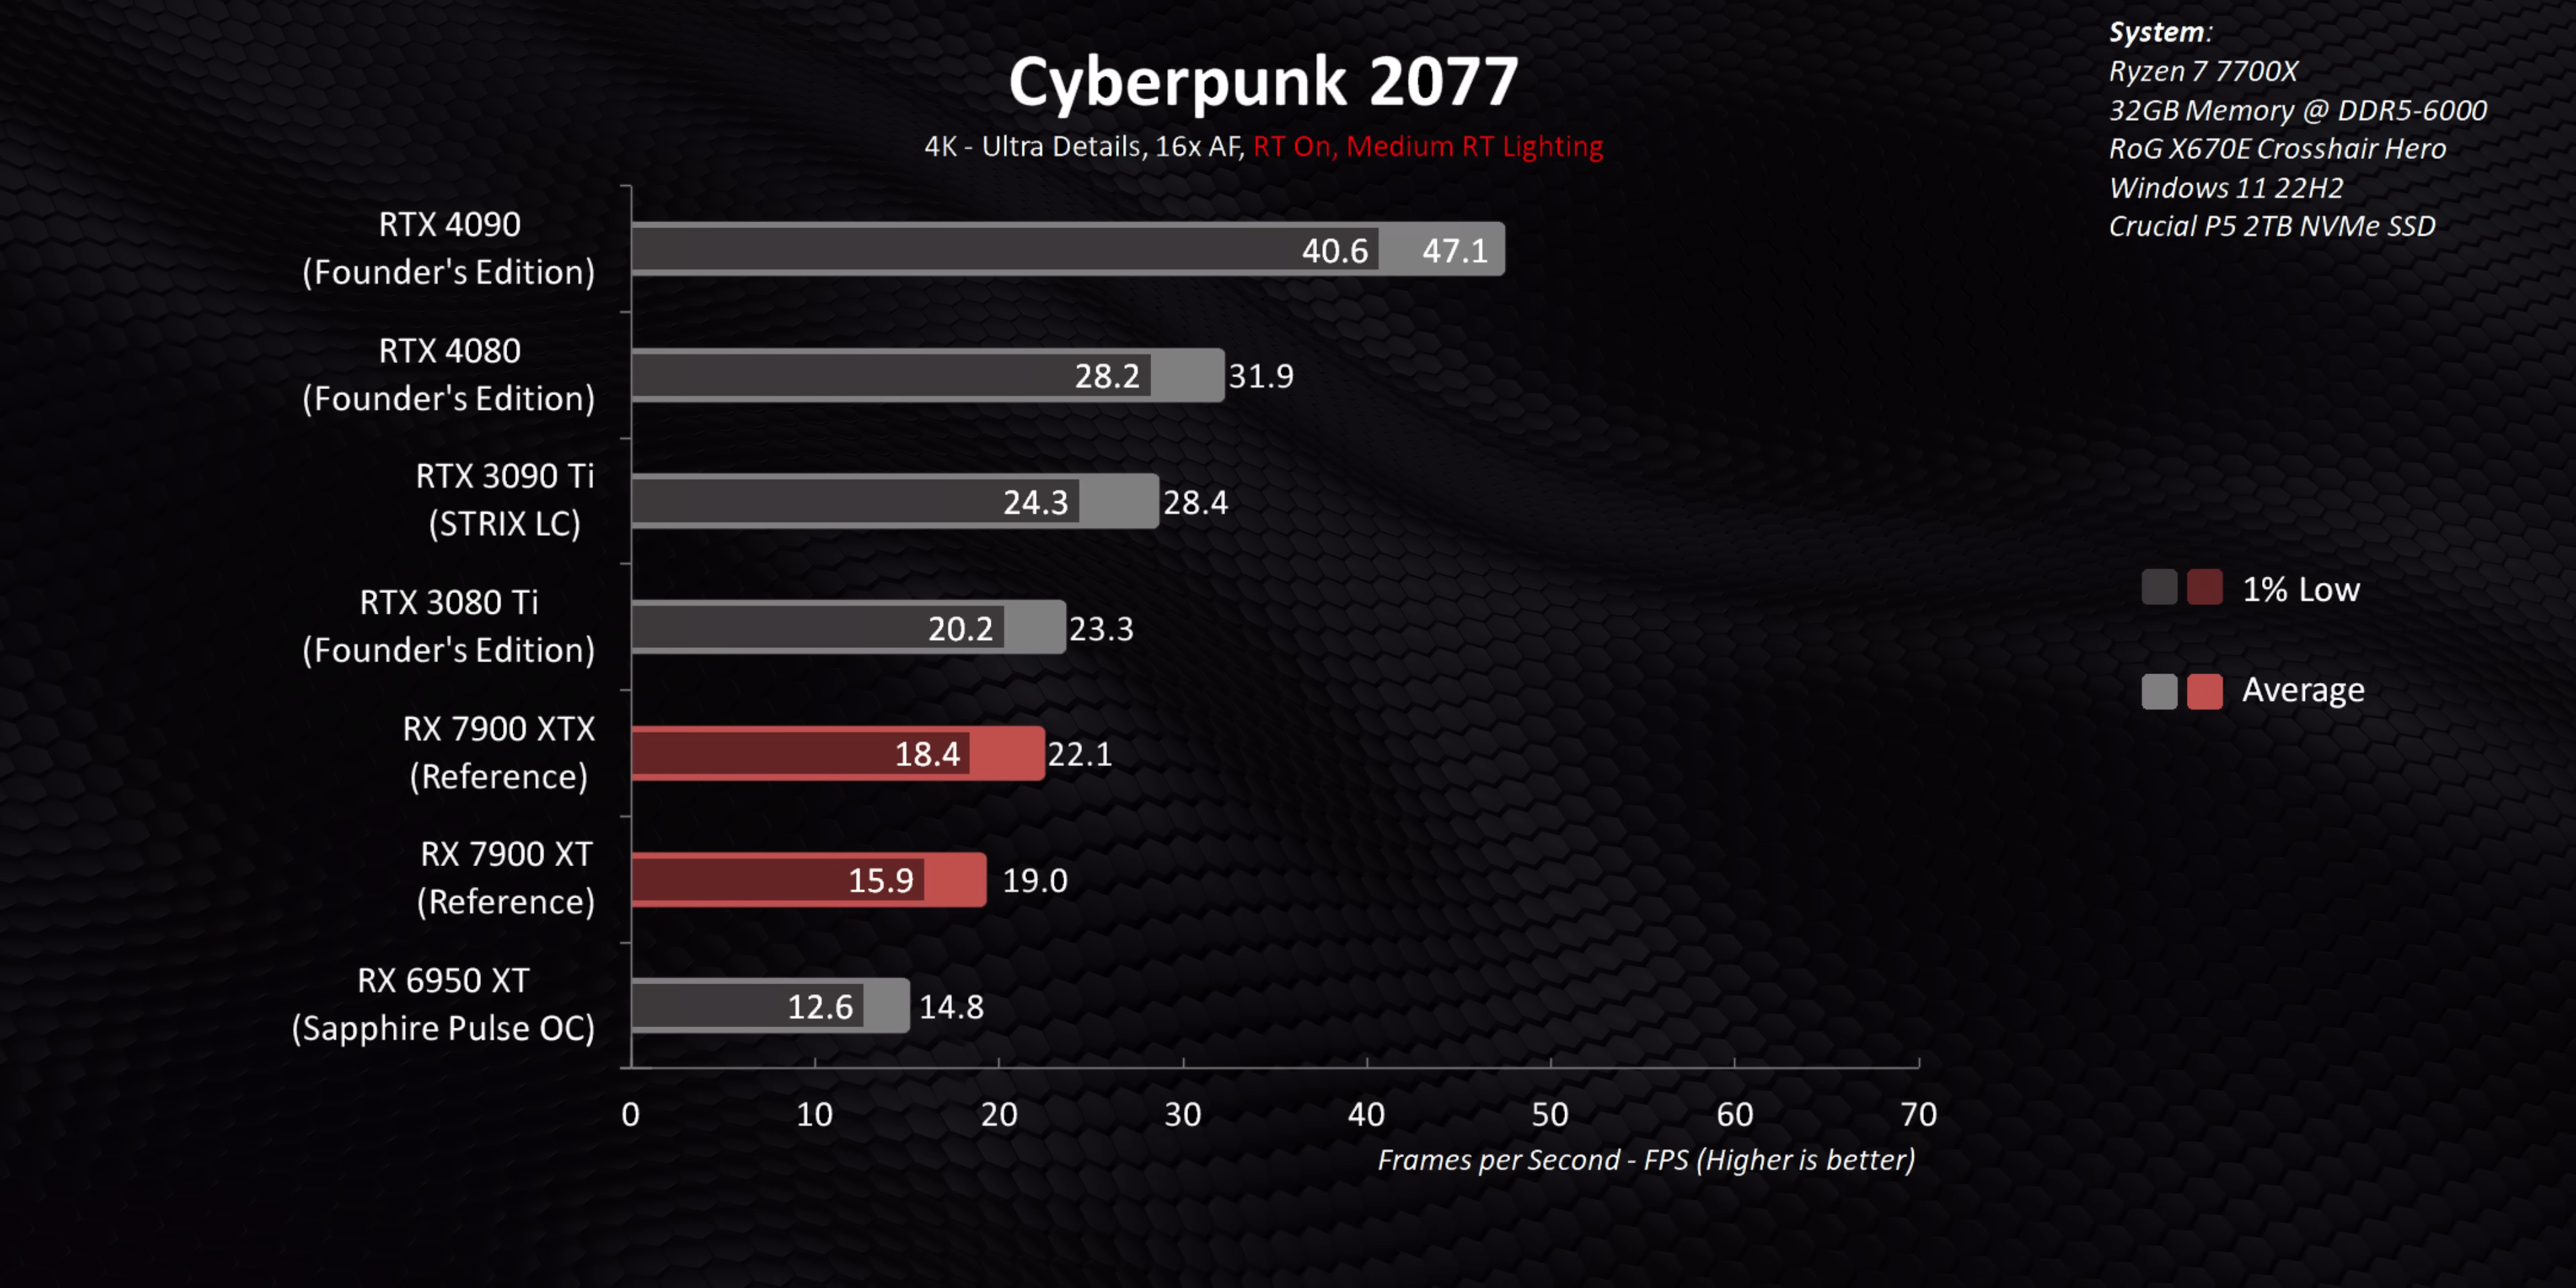 Cyberpunk 2077
4K - Ultra Details, 16x AF, RT On, Medium RT Lighting
System:
Ryzen 7 7700X
32GB Memory @ DDR5-6000
RoG X670E Crosshair Hero
Windows 11 22H2
Crucial P5 2TB NVMe SSD
RTX 4090
(Founder's Edition)
40.6 47.1
RTX 4080
(Founder's Edition)
28.2 31.9
RTX 3090 Ti
(STRIX LC)
24.3 28.4
RTX 3080 Ti
(Founder's Edition)
20.2 23.3
RX 7900 XTX
(Reference)
18.4 22.1
RX 7900 XT
(Reference)
15.9 19.0
RX 6950 XT
(Sapphire Pulse OC)
12.6 14.8
1% Low
Average
0 10 20 30 40 50 60 70
Frames per Second - FPS (Higher is better)